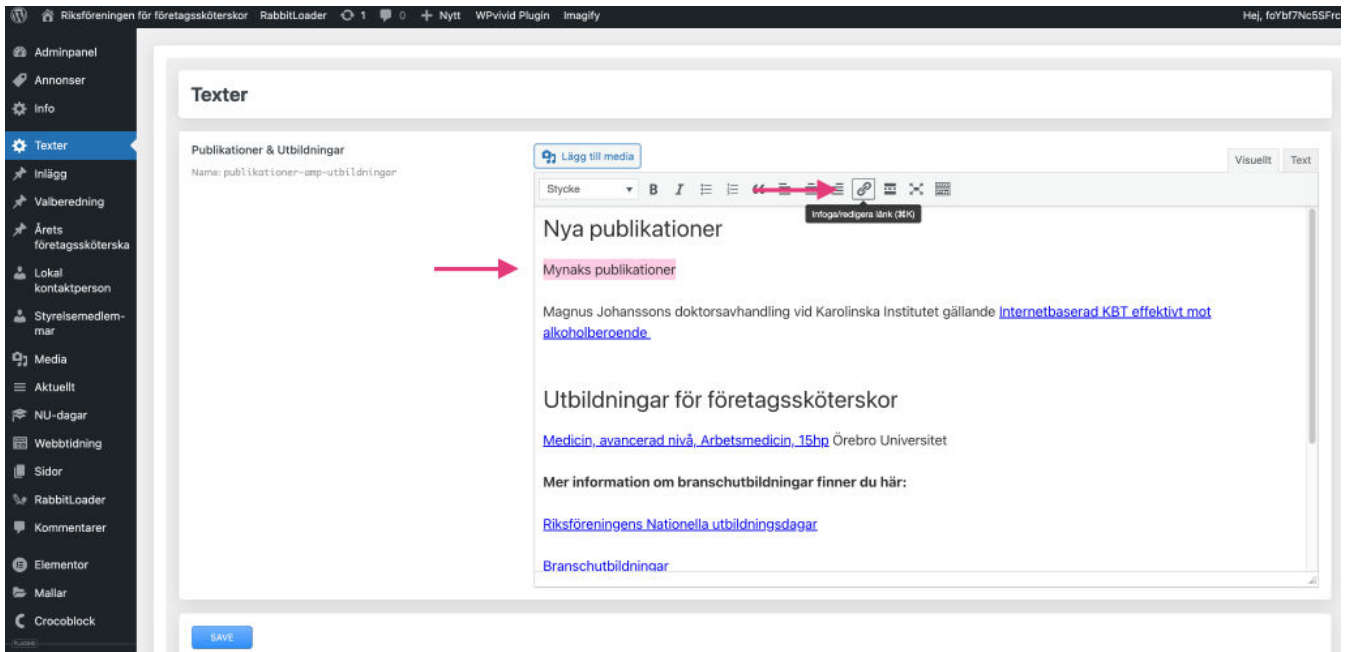 Riksföreningen för företagssköterskor RabbitLoader 1 0 + Nytt WPvivid Plugin Imagify Hej, foYbf7Nc5SFrc
Adminpanel
Annonser
Info
Texter
Inlägg
Valberedning
Årets
företagssköterska
Lokal
kontaktperson
Styrelsemedlem-
mar
Media
Aktuellt
NU-dagar
Webbtidning
Sidor
RabbitLoader
Kommentarer
Elementor
Mallar
Crocoblock
Texter
Publikationer & Utbildningar
Name: publikationer-amp-utbildningar
Lägg till media
Visuellt Text
Stycke B I
Infoga/redigera länk (⌘K)
Nya publikationer
Mynaks publikationer
Magnus Johanssons doktorsavhandling vid Karolinska Institutet gällande Internetbaserad KBT effektivt mot
alkoholberoende
Utbildningar för företagssköterskor
Medicin, avancerad nivå, Arbetsmedicin, 15hp Örebro Universitet
Mer information om branschutbildningar finner du här:
Riksföreningens Nationella utbildningsdagar
Branschutbildningar
SAVE